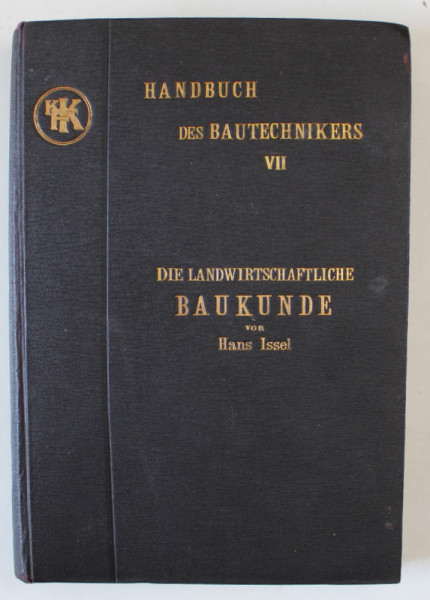 HANDBUCH
DES BAUTECHNIKERS
VII
DIE LANDWIRTSCHAFTLICHE
BAUKUNDE
von
Hans Issel